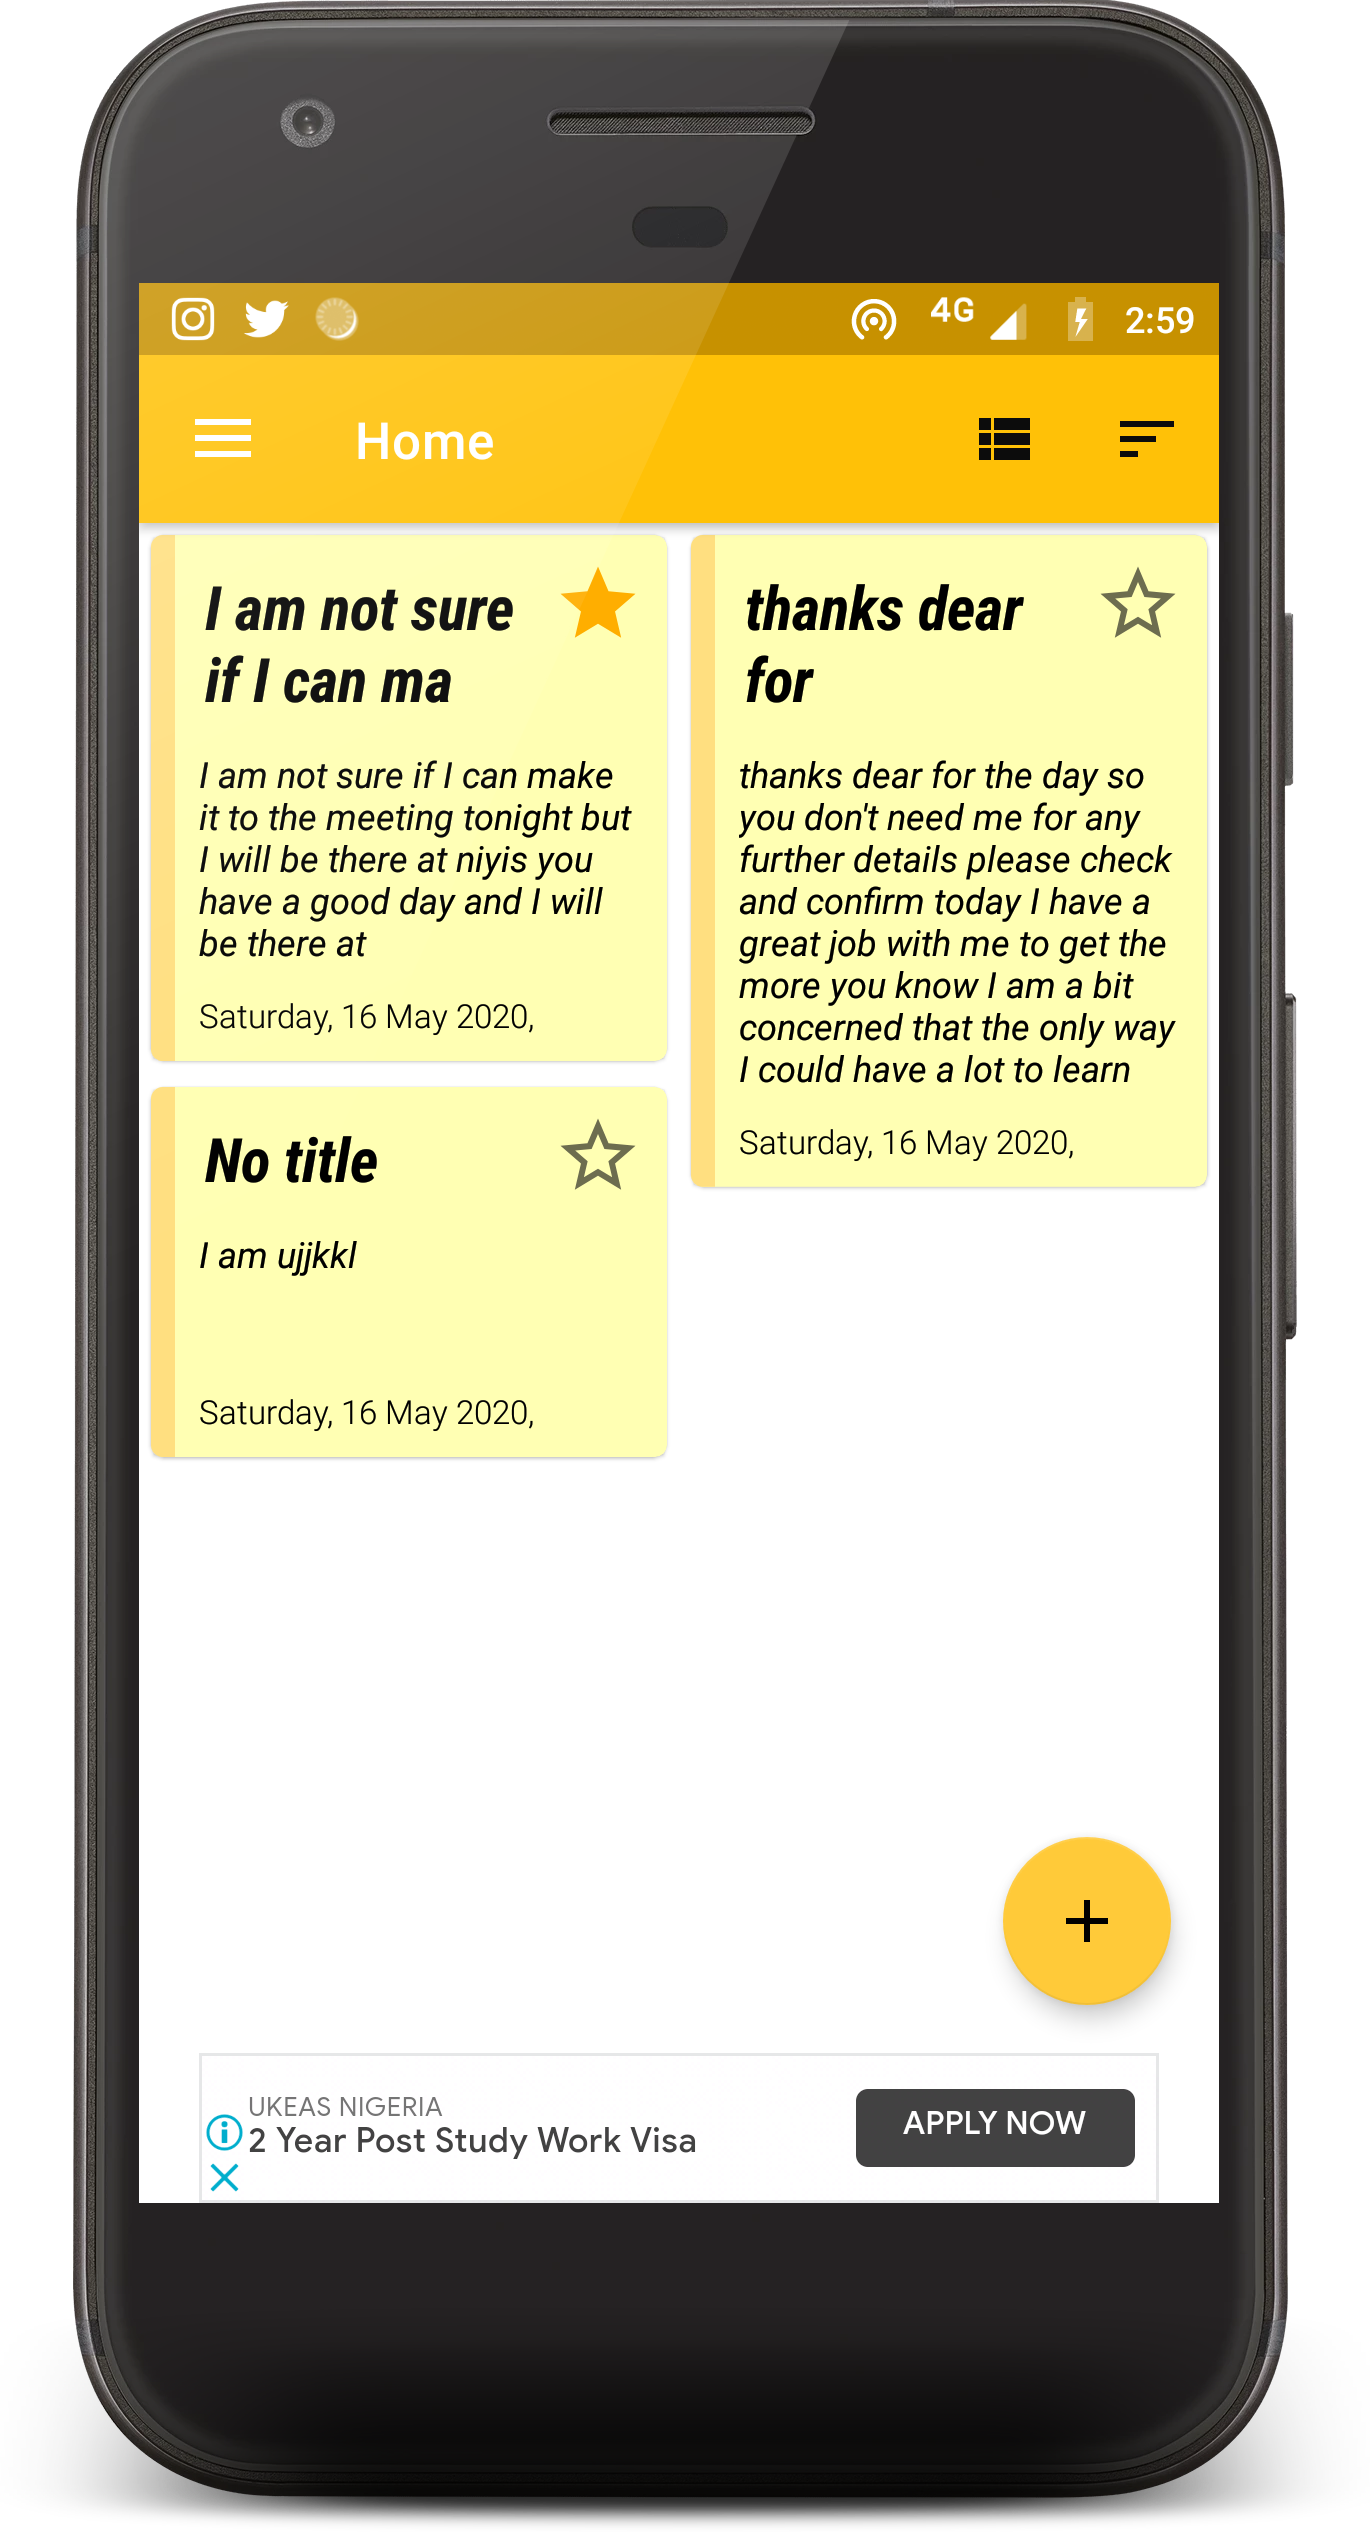 4G 2:59
Home
I am not sure
if I can ma
I am not sure if I can make
it to the meeting tonight but
I will be there at niyis you
have a good day and I will
be there at
Saturday, 16 May 2020,
thanks dear
for
thanks dear for the day so
you don't need me for any
further details please check
and confirm today I have a
great job with me to get the
more you know I am a bit
concerned that the only way
I could have a lot to learn
Saturday, 16 May 2020,
No title
I am ujjkkl
Saturday, 16 May 2020,
UKEAS NIGERIA
2 Year Post Study Work Visa
APPLY NOW